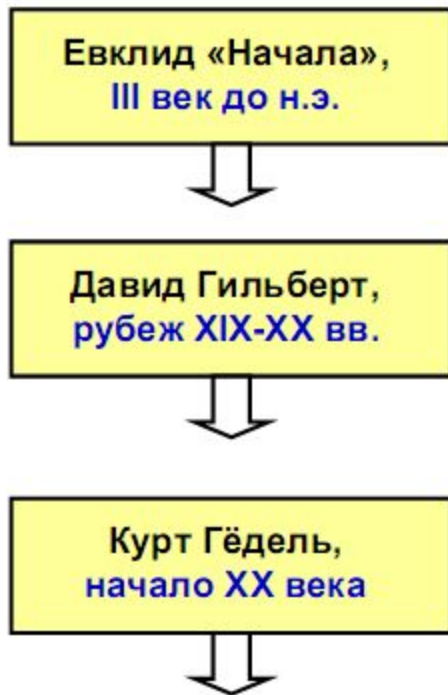 Евклид «Начала»,
III век до н.э.
Давид Гильберт,
рубеж XIX-XX вв.
Курт Гёдель,
начало XX века